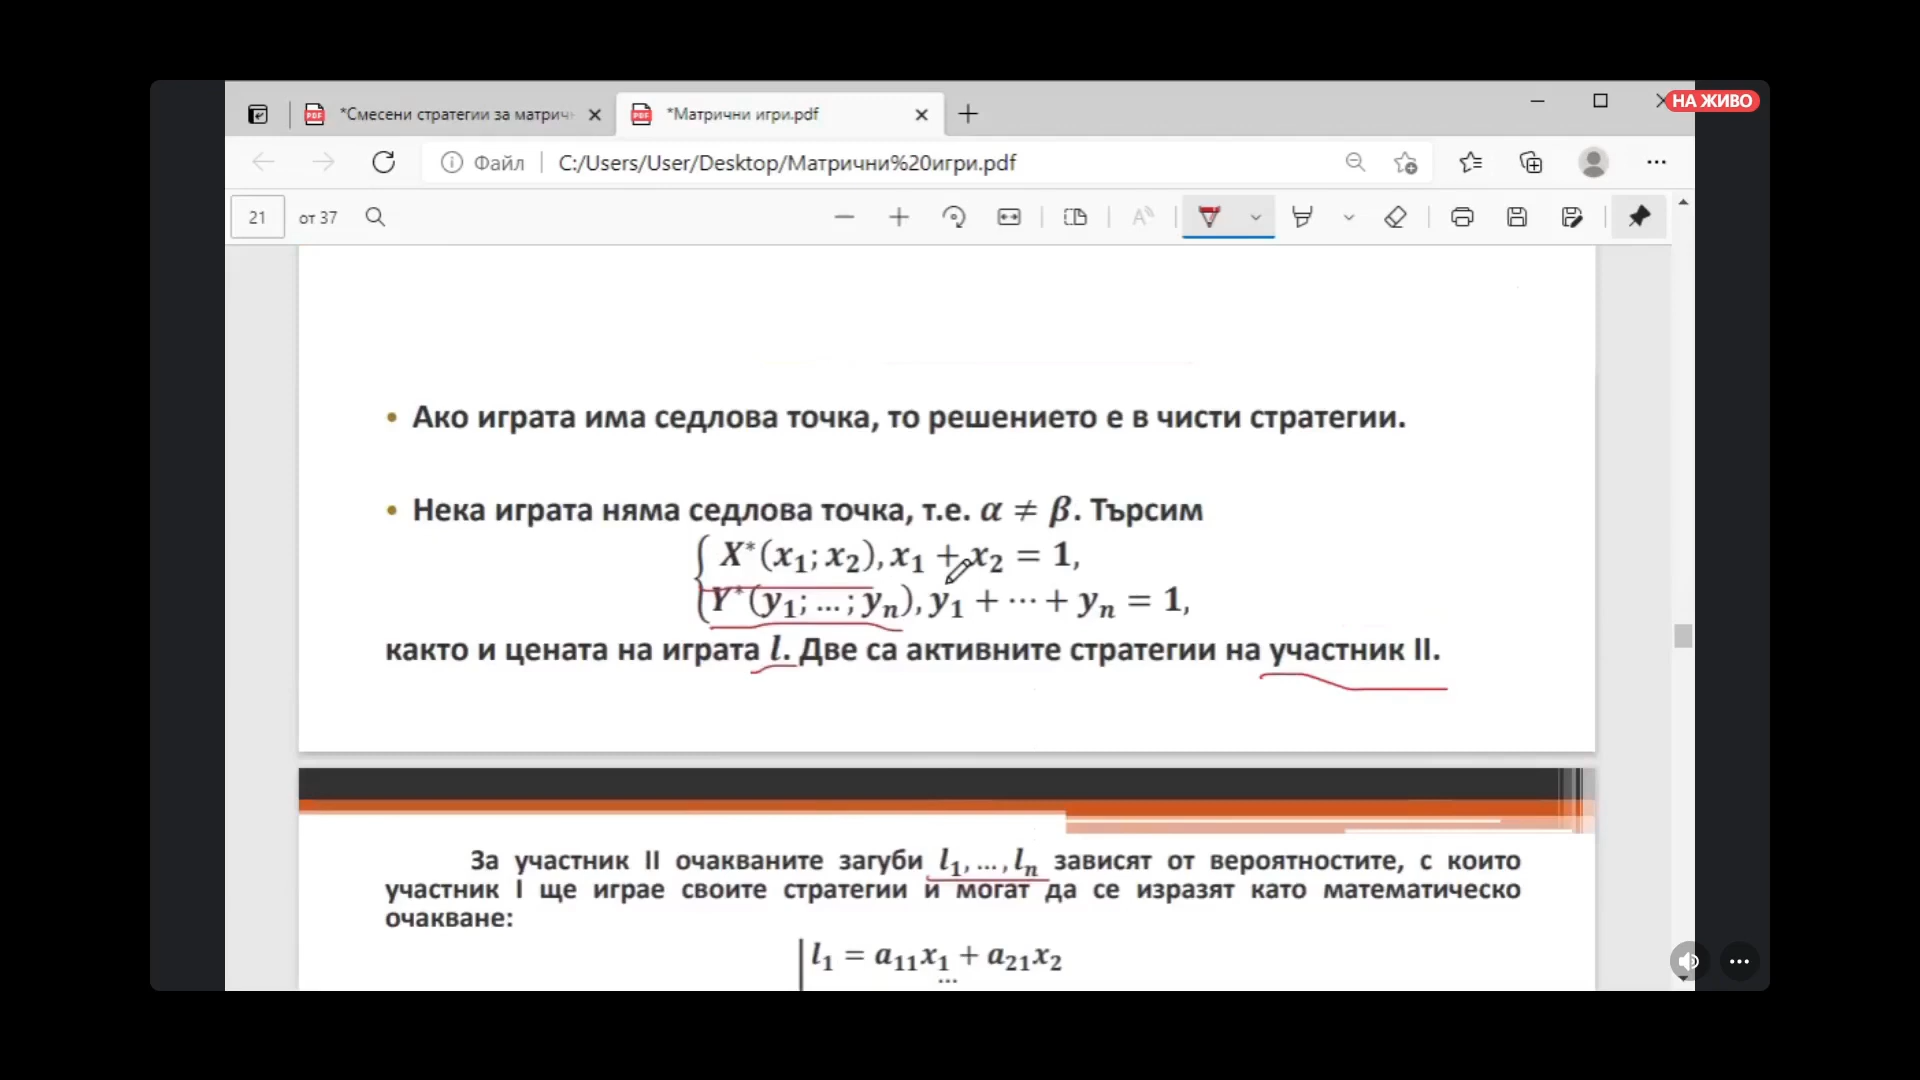 *Смесени стратегии за матрич
*Матрични игри.pdf
НА ЖИВО
Файл
C:/Users/User/Desktop/Матрични%20игри.pdf
21 от 37
• Ако играта има седлова точка, то решението е в чисти стратегии.
• Нека играта няма седлова точка, т.е. α ≠ β. Търсим
X*(x₁; x₂), x₁ + x₂ = 1,
Y*(y₁; … ; yₙ), y₁ + ⋯ + yₙ = 1,
както и цената на играта l. Две са активните стратегии на участник II.
За участник II очакваните загуби l₁, … , lₙ зависят от вероятностите, с които
участник I ще играе своите стратегии и могат да се изразят като математическо
очакване:
l₁ = a₁₁x₁ + a₂₁x₂
…